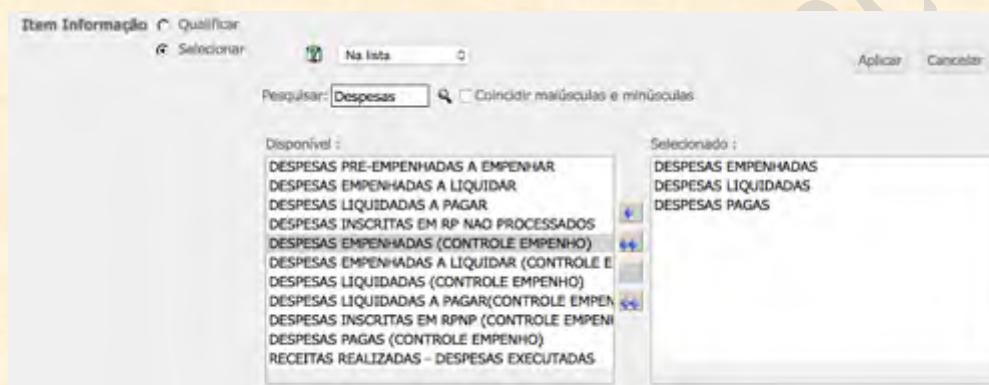 Item Informação Qualificar
Selecionar Na lista Aplicar Cancelar
Pesquisar: Despesas Coincidir maiúsculas e minúsculas
Disponível : Selecionado :
DESPESAS PRE-EMPENHADAS A EMPENHAR DESPESAS EMPENHADAS
DESPESAS EMPENHADAS A LIQUIDAR DESPESAS LIQUIDADAS
DESPESAS LIQUIDADAS A PAGAR DESPESAS PAGAS
DESPESAS INSCRITAS EM RP NAO PROCESSADOS
DESPESAS EMPENHADAS (CONTROLE EMPENHO)
DESPESAS EMPENHADAS A LIQUIDAR (CONTROLE E
DESPESAS LIQUIDADAS (CONTROLE EMPENHO)
DESPESAS LIQUIDADAS A PAGAR(CONTROLE EMPEN
DESPESAS INSCRITAS EM RPNP (CONTROLE EMPENH
DESPESAS PAGAS (CONTROLE EMPENHO)
RECEITAS REALIZADAS - DESPESAS EXECUTADAS